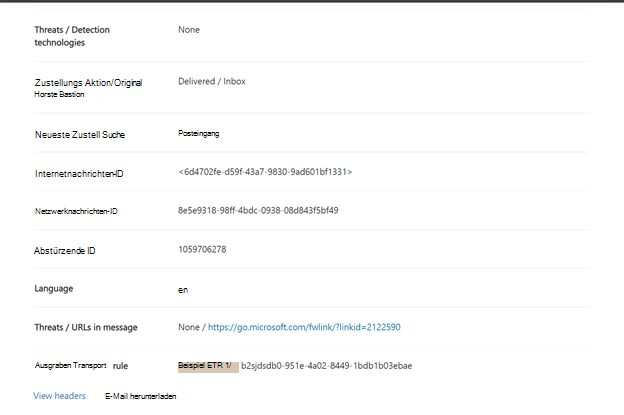 Threats / Detection None
technologies
Zustellungs Aktion/Original Delivered / Inbox
Horste Bastion
Neueste Zustell Suche Posteingang
Internetnachrichten-ID <6d4702fe-d59f-43a7-9830-9ad601bf1331>
Netzwerknachrichten-ID 8e5e9318-98ff-4bdc-0938-08d843f5bf49
Abstürzende ID 1059706278
Language en
Threats / URLs in message None / https://go.microsoft.com/fwlink/?linkid=2122590
Ausgraben Transport rule Beispiel ETR 1/ b2sjdsdb0-951e-4a02-8449-1bdb1b03ebae
View headers E-Mail herunterladen